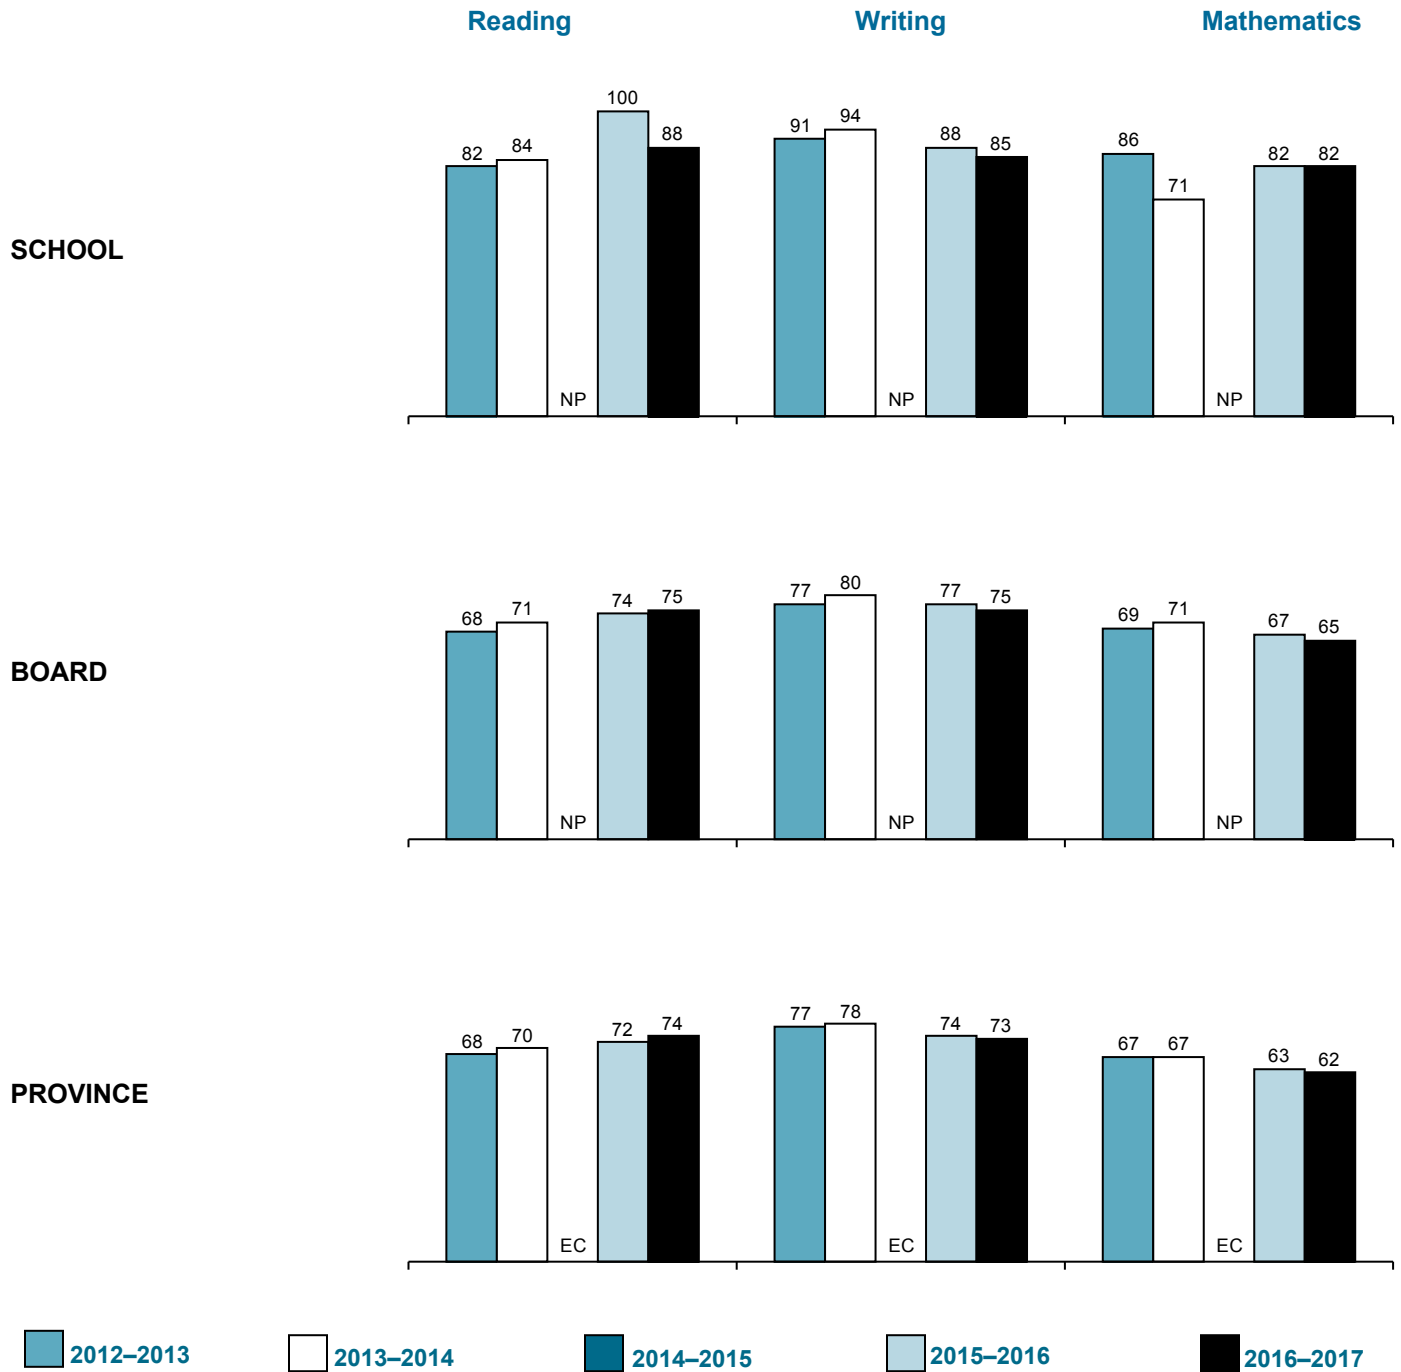 Reading Writing Mathematics
100
94
91
88
88
86
85
84
82
82 82
71
SCHOOL
NP NP NP
80
77 77
74 75 75
71 71
68 69
67
65
BOARD
NP NP NP
77 78
74 74 73
72
70
68 67 67
63 62
PROVINCE
EC EC EC
2012–2013 2013–2014 2014–2015 2015–2016 2016–2017